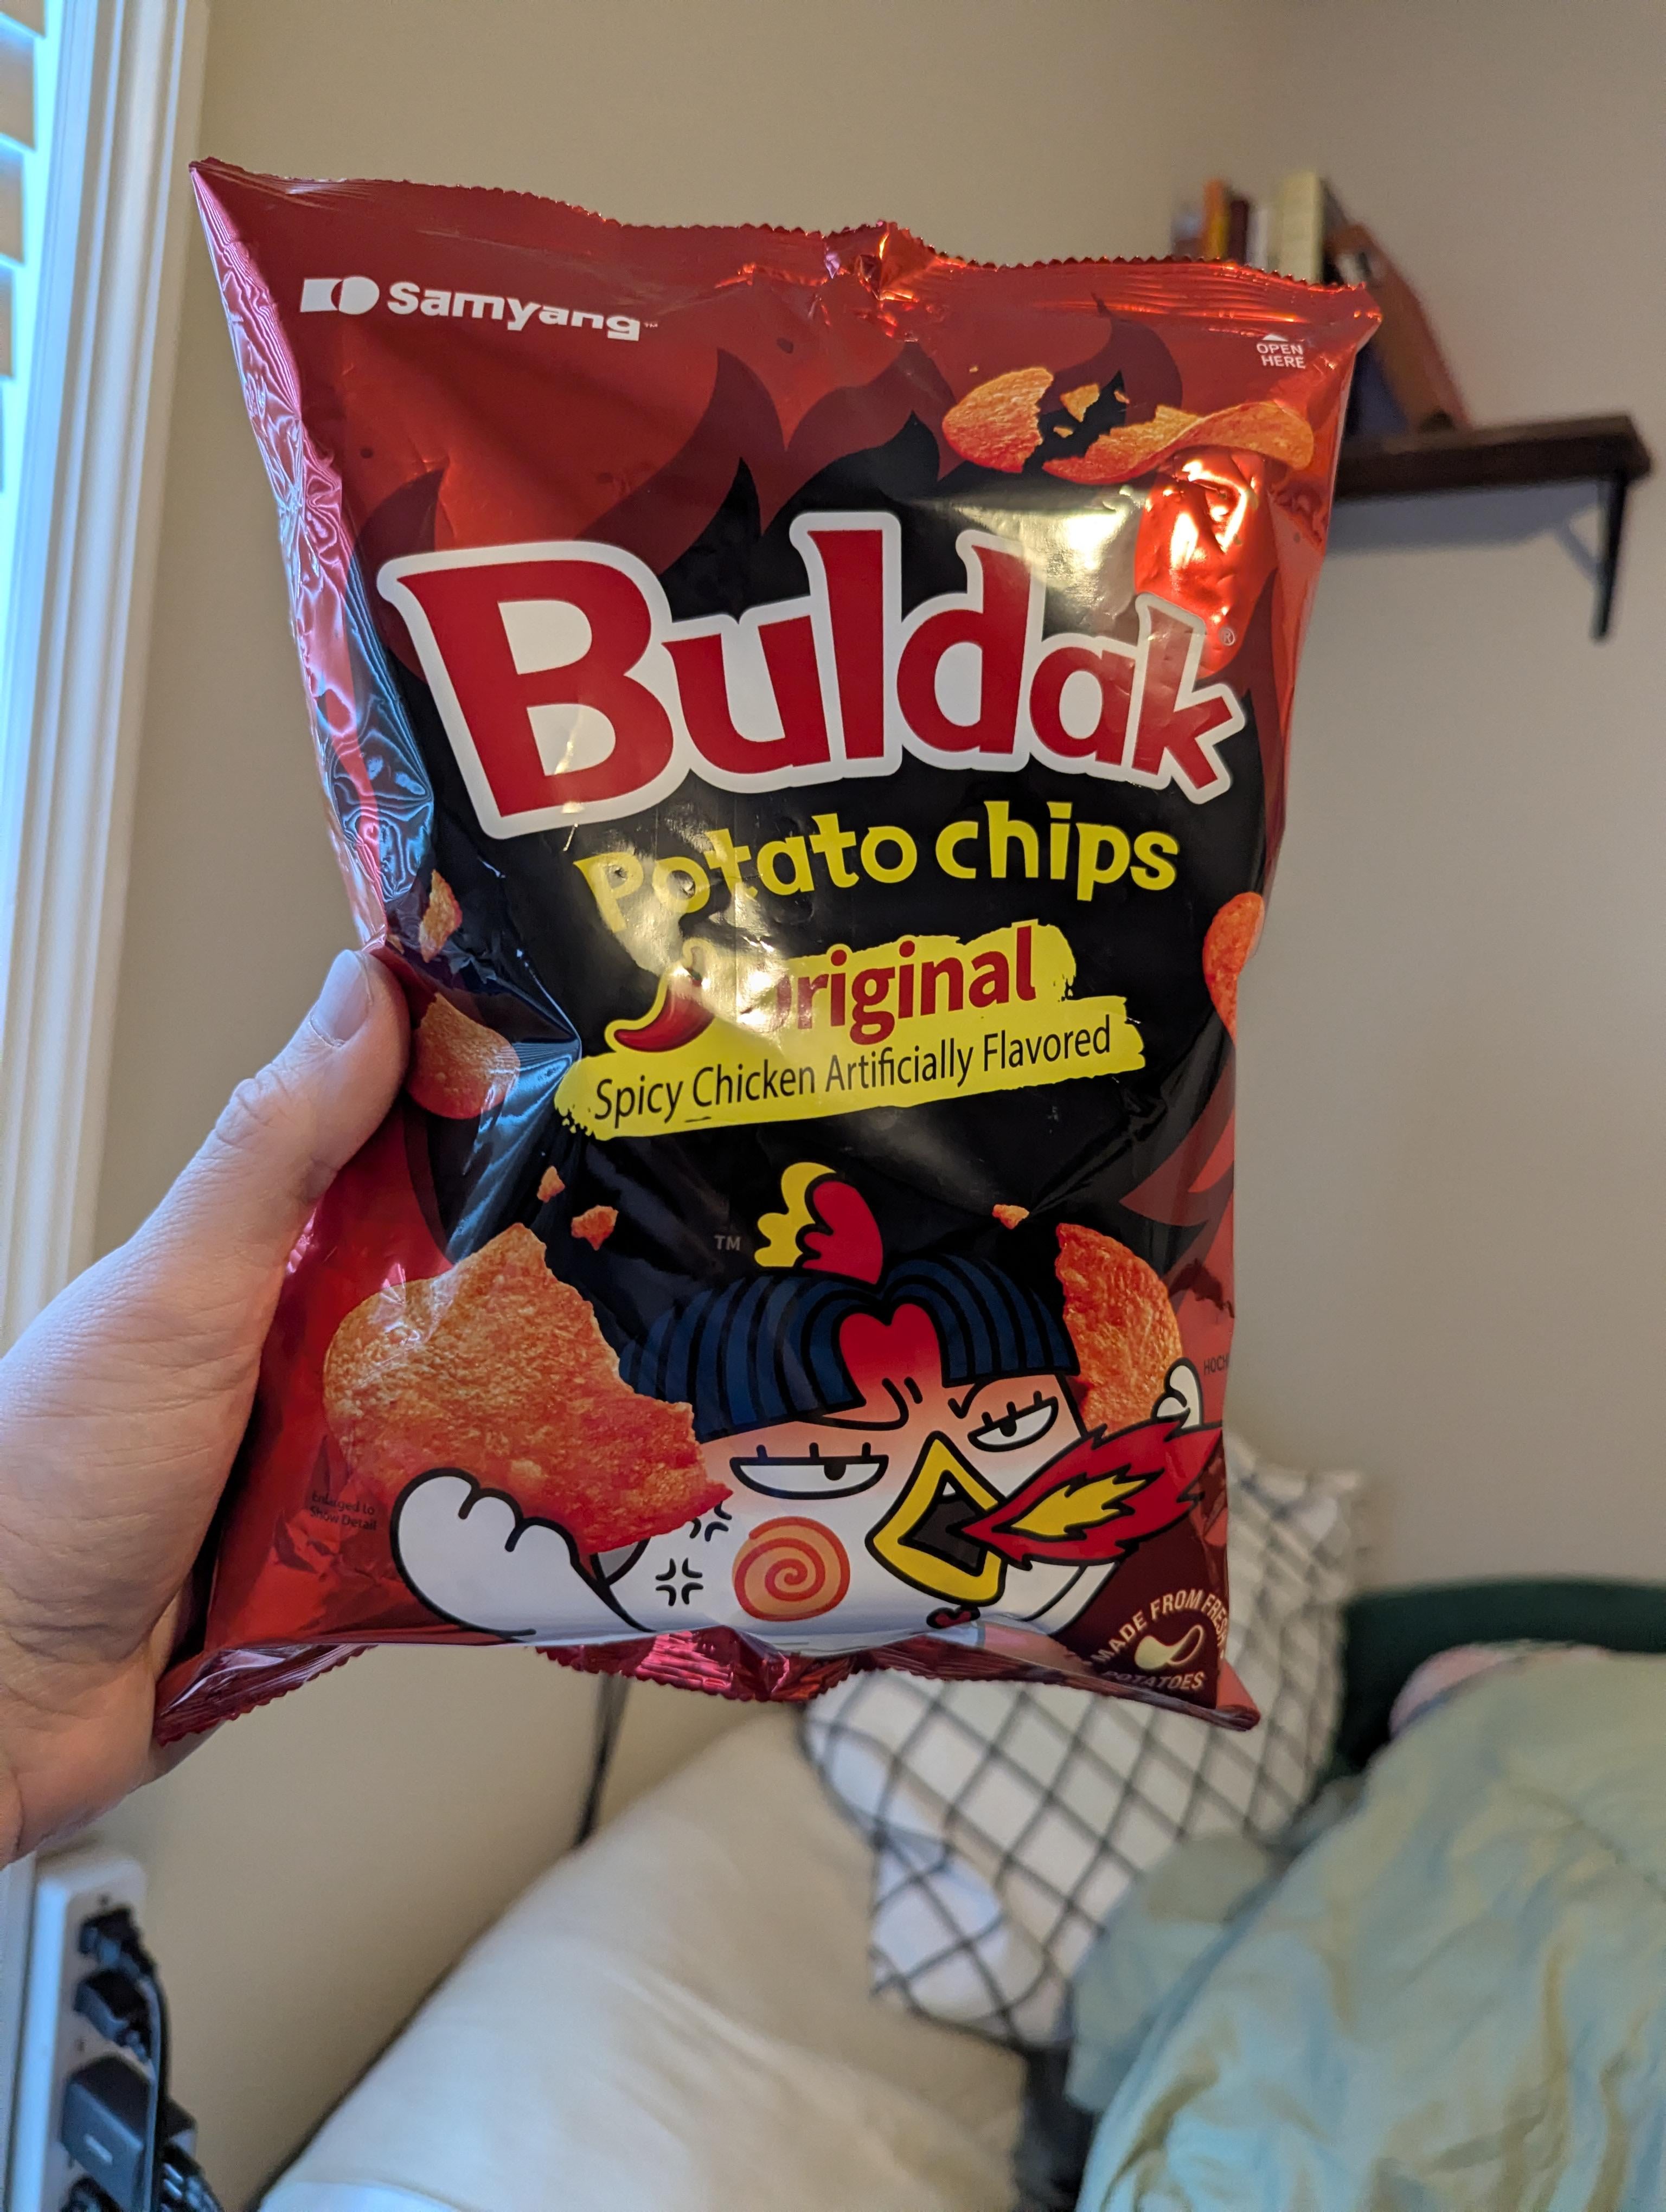 Samyang™
OPEN
HERE
Buldak®
Potato chips
Original
Spicy Chicken Artificially Flavored
TM
Enlarged to
Show Detail
MADE FROM FRESH
POTATOES